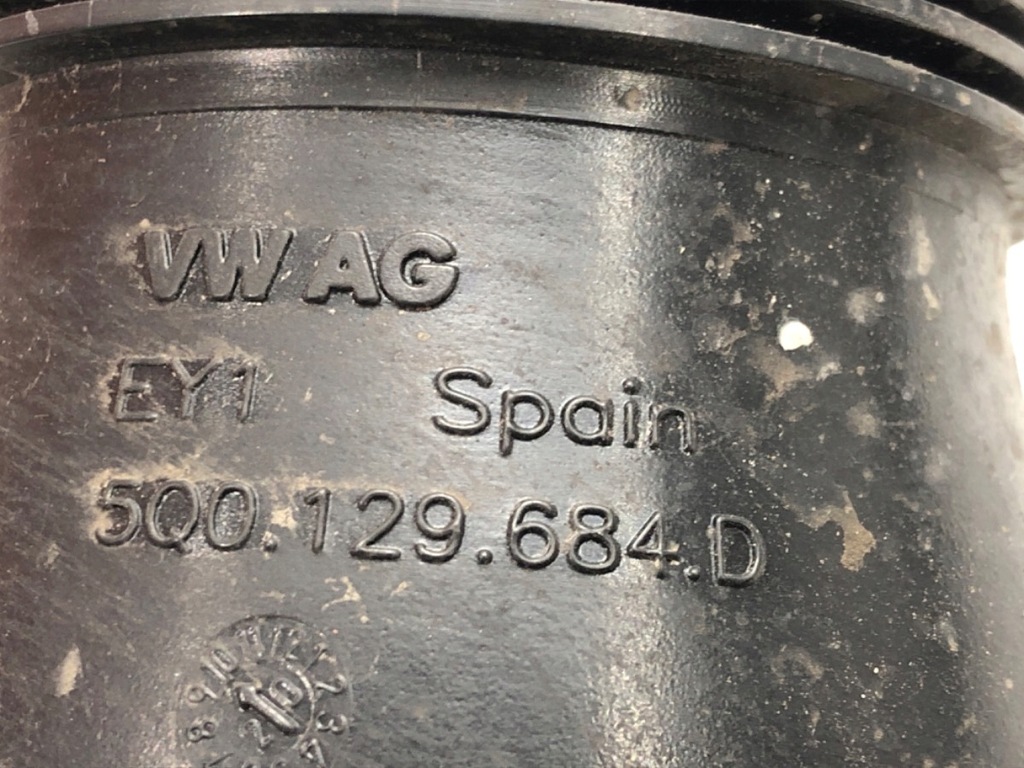 VW AG
EY1 Spain
5Q0.129.684.D